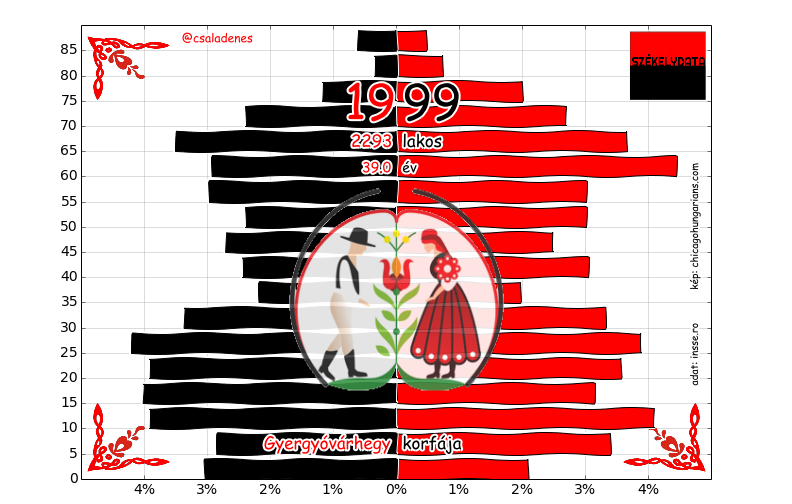 @csaladenes
SZÉKELYDATA
1999
2293 lakos
39.0 év
kép: chicagohungarians.com
adat: insse.ro
Gyergyóvárhegy korfája
85
80
75
70
65
60
55
50
45
40
35
30
25
20
15
10
5
0
4% 3% 2% 1% 0% 1% 2% 3% 4%